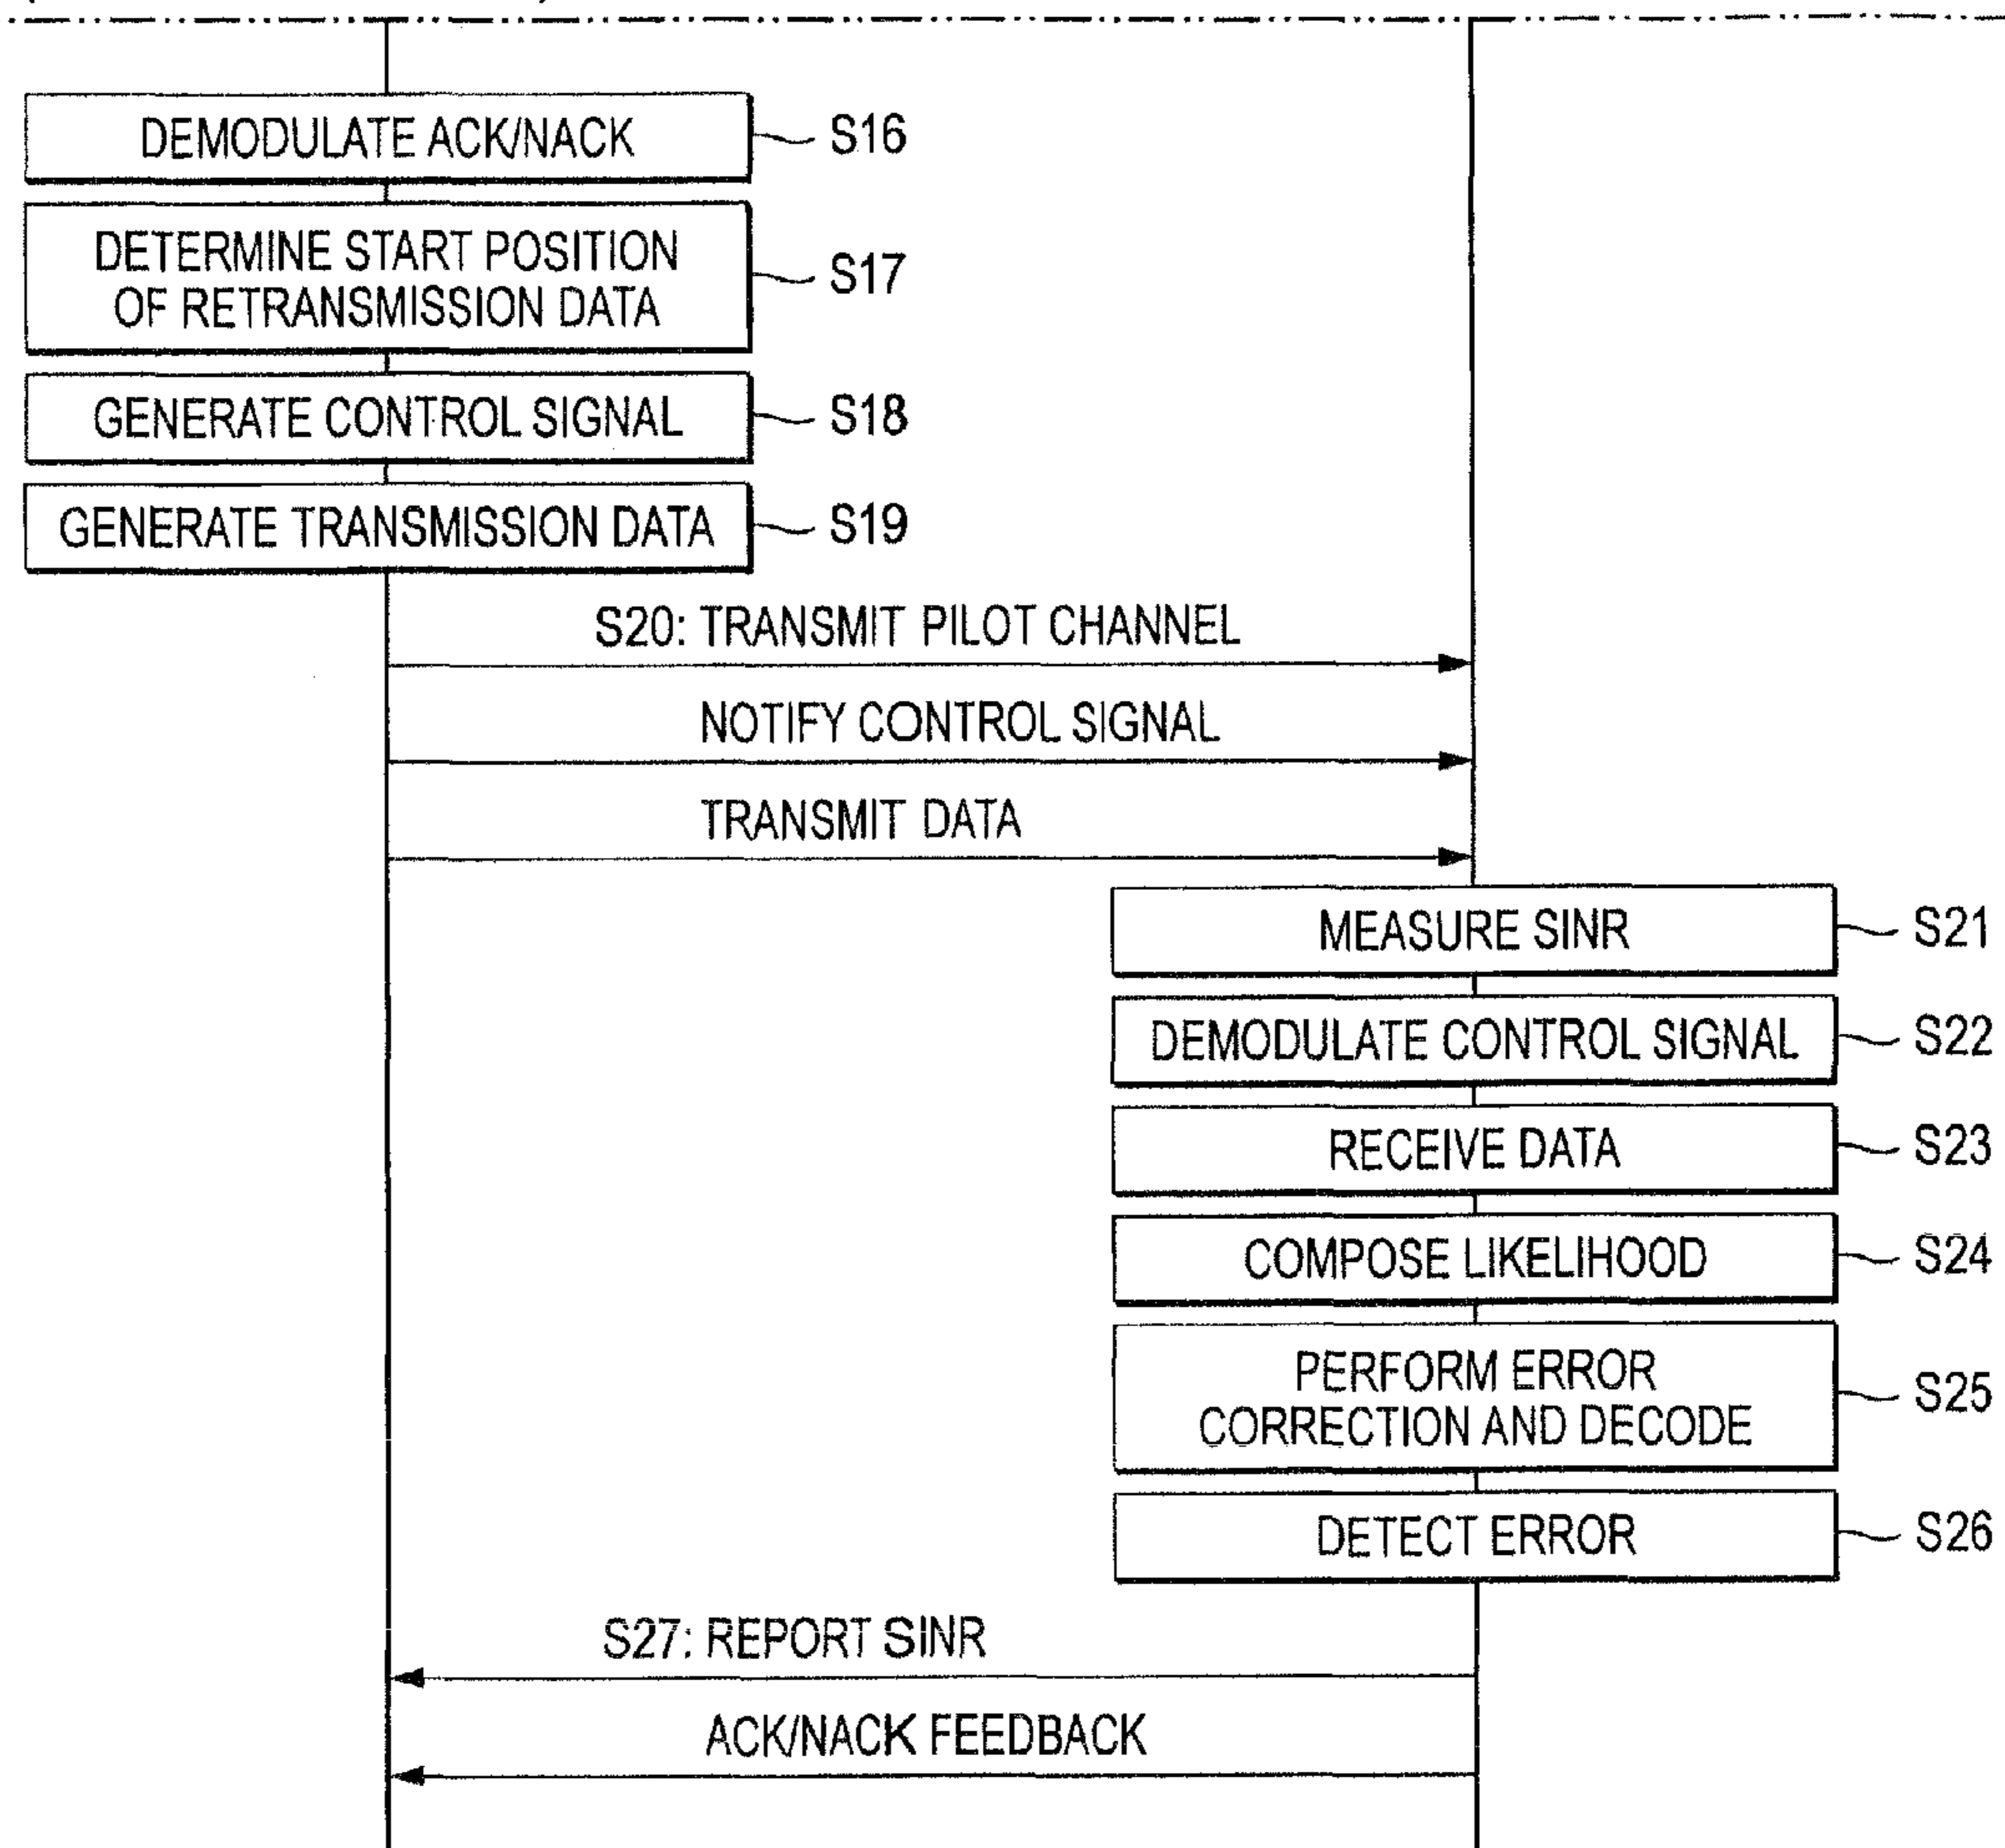 DEMODULATE ACK/NACK
S16
DETERMINE START POSITION
OF RETRANSMISSION DATA
S17
GENERATE CONTROL SIGNAL
S18
GENERATE TRANSMISSION DATA
S19
S20: TRANSMIT PILOT CHANNEL
NOTIFY CONTROL SIGNAL
TRANSMIT DATA
MEASURE SINR
S21
DEMODULATE CONTROL SIGNAL
S22
RECEIVE DATA
S23
COMPOSE LIKELIHOOD
S24
PERFORM ERROR
CORRECTION AND DECODE
S25
DETECT ERROR
S26
S27: REPORT SINR
ACK/NACK FEEDBACK